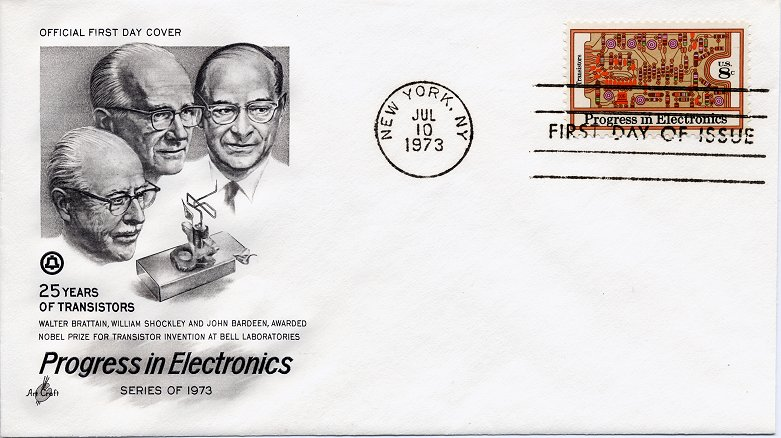 OFFICIAL FIRST DAY COVER
25 YEARS
OF TRANSISTORS
WALTER BRATTAIN, WILLIAM SHOCKLEY AND JOHN BARDEEN, AWARDED
NOBEL PRIZE FOR TRANSISTOR INVENTION AT BELL LABORATORIES
Progress in Electronics
SERIES OF 1973
Art Craft
NEW YORK, NY
JUL
10
1973
Transistors
U.S.
8c
Progress in Electronics
FIRST DAY OF ISSUE